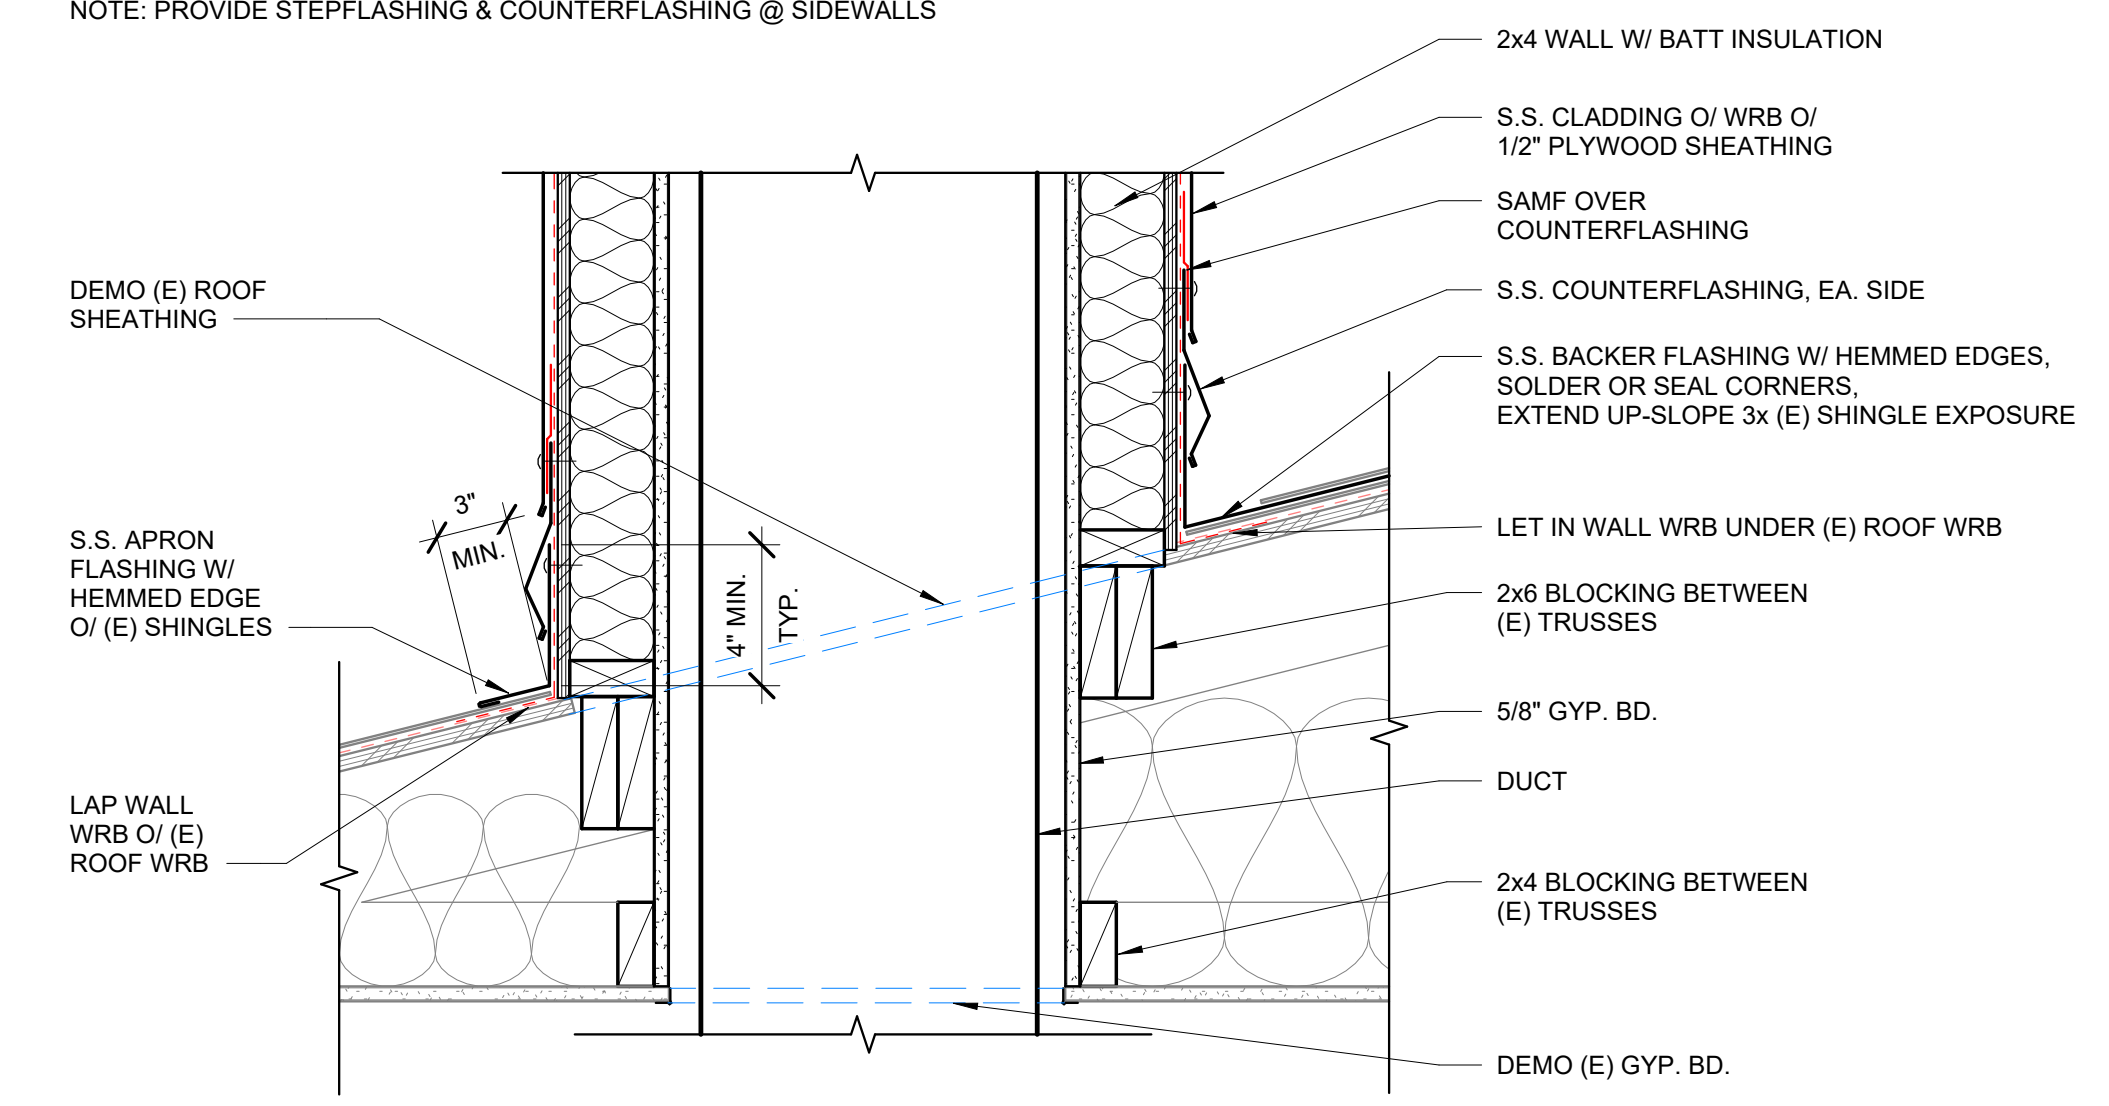 NOTE: PROVIDE STEPFLASHING & COUNTERFLASHING @ SIDEWALLS
2x4 WALL W/ BATT INSULATION
S.S. CLADDING O/ WRB O/
1/2" PLYWOOD SHEATHING
SAMF OVER
COUNTERFLASHING
S.S. COUNTERFLASHING, EA. SIDE
S.S. BACKER FLASHING W/ HEMMED EDGES,
SOLDER OR SEAL CORNERS,
EXTEND UP-SLOPE 3x (E) SHINGLE EXPOSURE
LET IN WALL WRB UNDER (E) ROOF WRB
2x6 BLOCKING BETWEEN
(E) TRUSSES
5/8" GYP. BD.
DUCT
2x4 BLOCKING BETWEEN
(E) TRUSSES
DEMO (E) GYP. BD.
DEMO (E) ROOF
SHEATHING
3"
MIN.
S.S. APRON
FLASHING W/
HEMMED EDGE
O/ (E) SHINGLES
4" MIN.
TYP.
LAP WALL
WRB O/ (E)
ROOF WRB